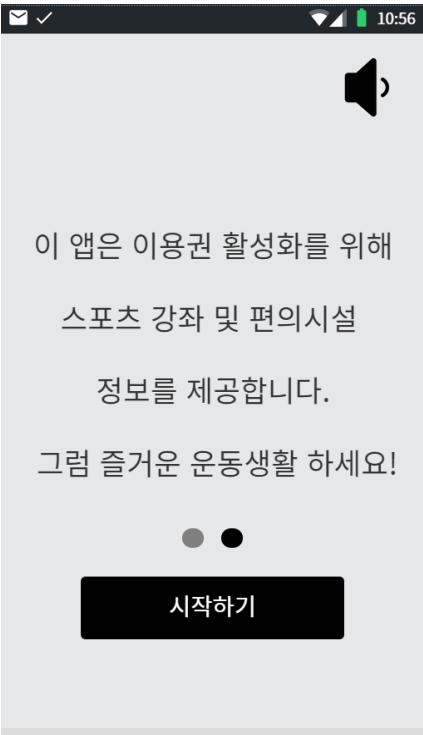 10:56
이 앱은 이용권 활성화를 위해
스포츠 강좌 및 편의시설
정보를 제공합니다.
그럼 즐거운 운동생활 하세요!
시작하기